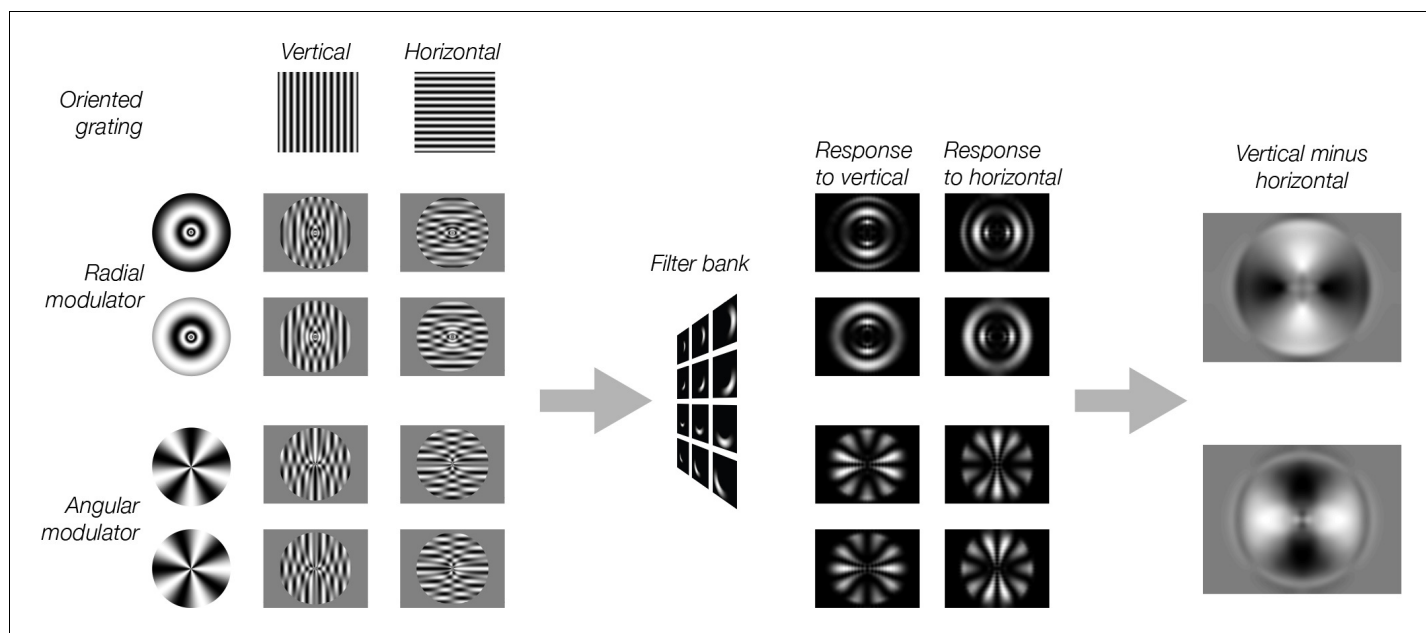 Vertical
Horizontal
Oriented
grating
Response
to vertical
Response
to horizontal
Vertical minus
horizontal
Radial
modulator
Filter bank
Angular
modulator